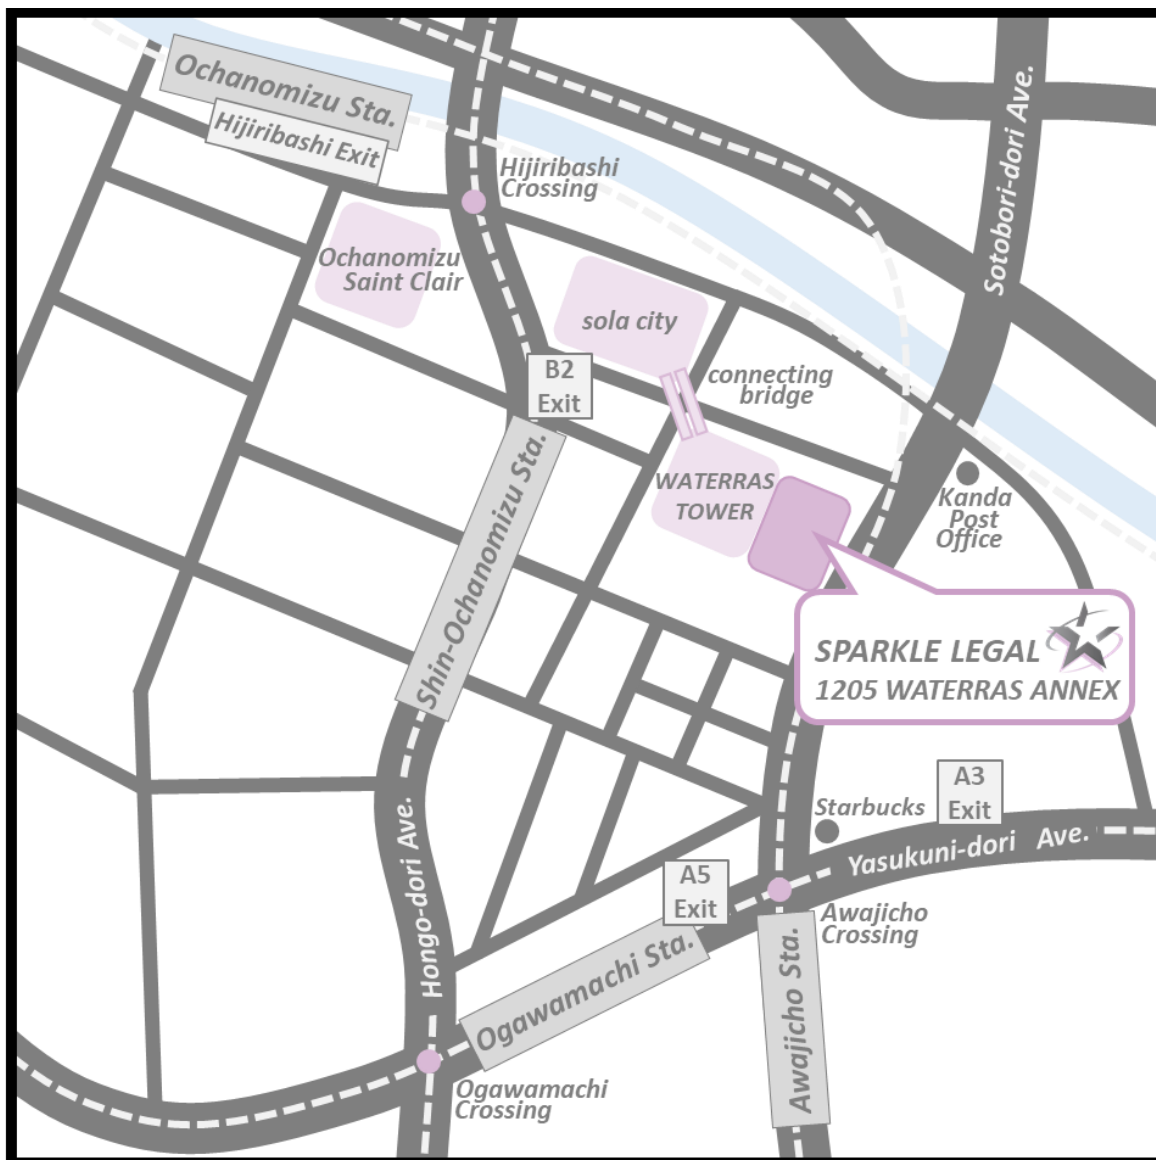 Ochanomizu Sta.
Hijiribashi Exit
Hijiribashi
Crossing
Sotobori-dori Ave.
Ochanomizu
Saint Clair
sola city
B2
Exit
connecting
bridge
Shin-Ochanomizu Sta.
WATERRAS
TOWER
Kanda
Post
Office
SPARKLE LEGAL
1205 WATERRAS ANNEX
A3
Exit
Starbucks
Yasukuni-dori Ave.
Hongo-dori Ave.
A5
Exit
Awajicho
Crossing
Ogawamachi Sta.
Awajicho Sta.
Ogawamachi
Crossing